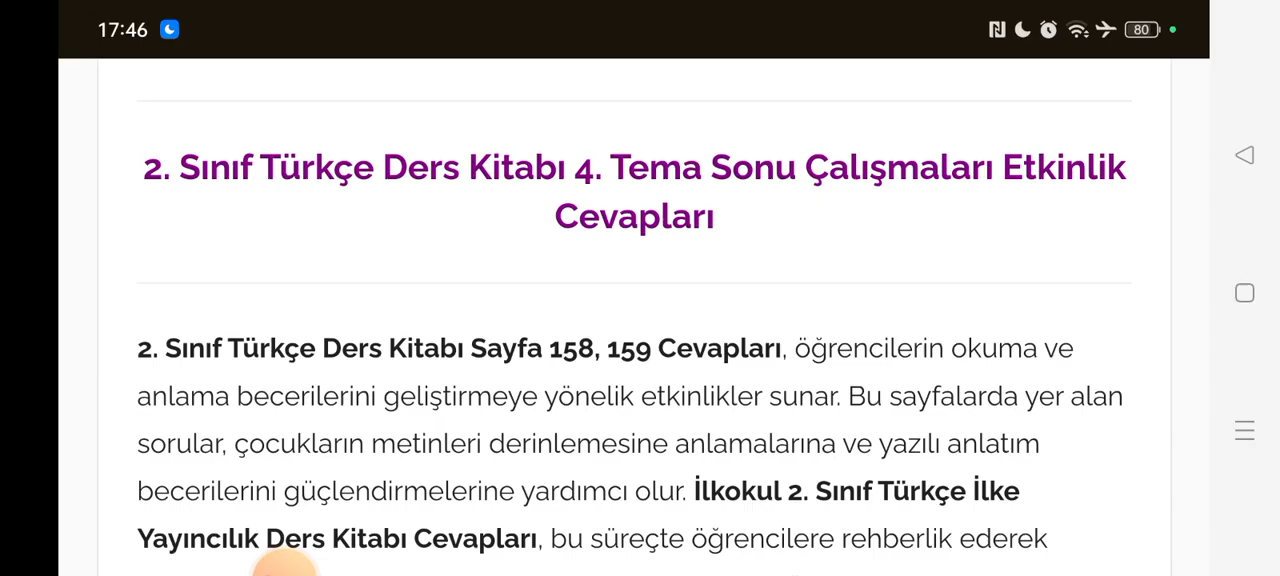 17:46
80
2. Sınıf Türkçe Ders Kitabı 4. Tema Sonu Çalışmaları Etkinlik
Cevapları
2. Sınıf Türkçe Ders Kitabı Sayfa 158, 159 Cevapları, öğrencilerin okuma ve
anlama becerilerini geliştirmeye yönelik etkinlikler sunar. Bu sayfalarda yer alan
sorular, çocukların metinleri derinlemesine anlamalarına ve yazılı anlatım
becerilerini güçlendirmelerine yardımcı olur. İlkokul 2. Sınıf Türkçe İlke
Yayıncılık Ders Kitabı Cevapları, bu süreçte öğrencilere rehberlik ederek